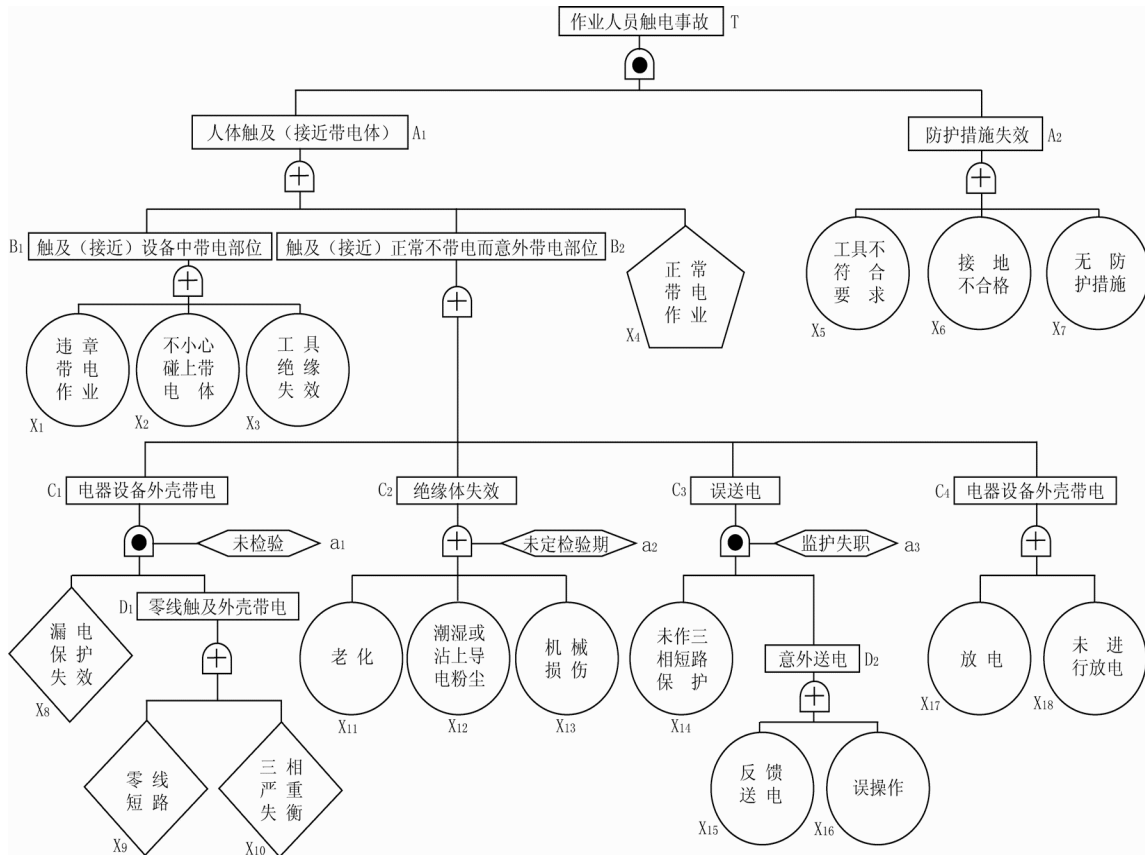 作业人员触电事故 T
人体触及（接近带电体） A1
防护措施失效 A2
B1 触及（接近）设备中带电部位
触及（接近）正常不带电而意外带电部位 B2
正常
带电
作业
X4
工具不
符合
要求
X5
接地
不合格
X6
无防
护措施
X7
违章
带电
作业
X1
不小心
碰上带
电体
X2
工具
绝缘
失效
X3
C1 电器设备外壳带电
C2 绝缘体失效
C3 误送电
C4 电器设备外壳带电
未检验 a1
未定检验期 a2
监护失职 a3
漏电
保护
失效
X8
D1 零线触及外壳带电
老化
X11
潮湿或
沾上导
电粉尘
X12
机械
损伤
X13
未作三
相短路
保护
X14
意外送电 D2
放电
X17
未进
行放电
X18
零线
短路
X9
三相
严重
失衡
X10
反馈
送电
X15
误操作
X16